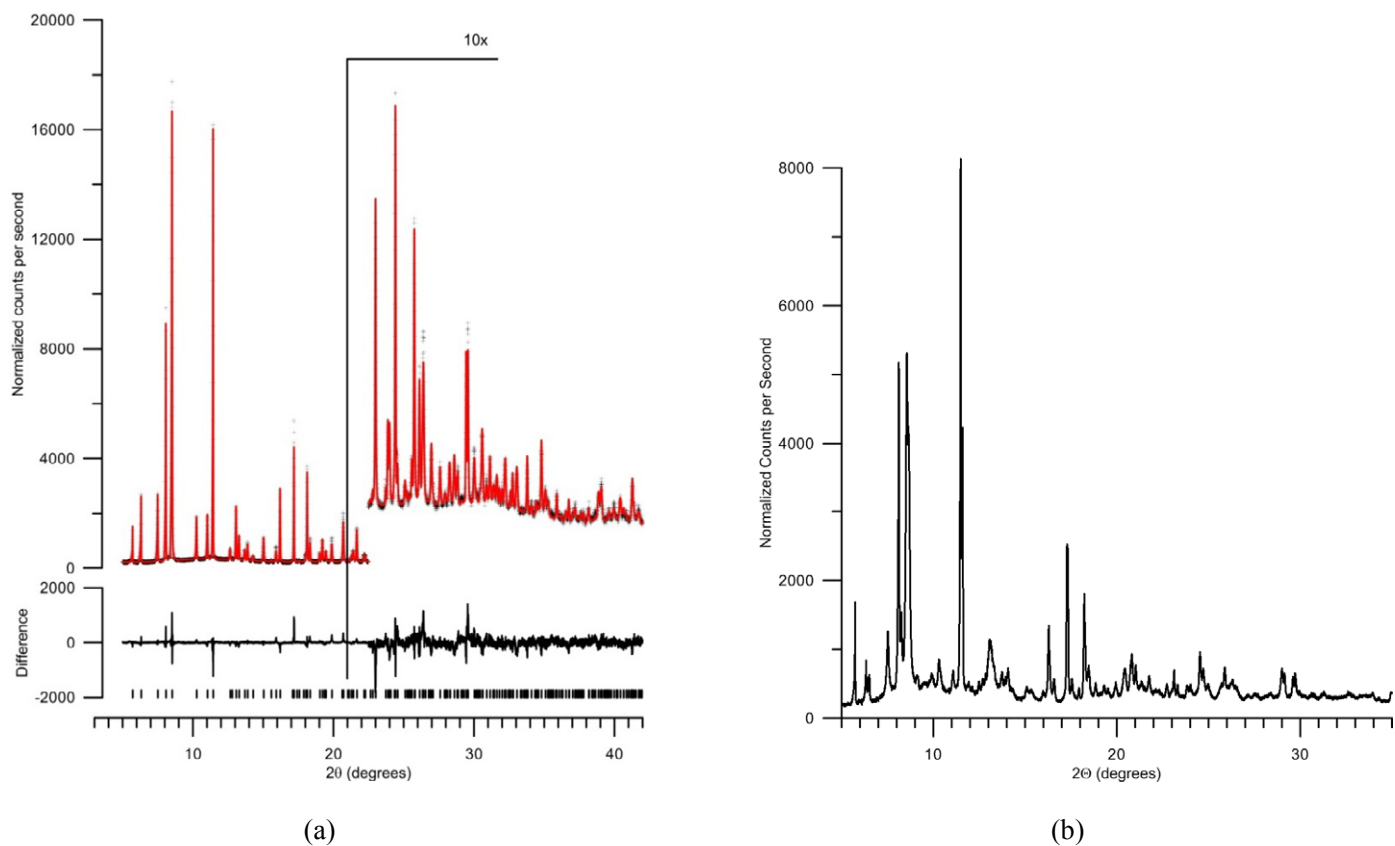 20000
16000
12000
8000
4000
0
Normalized counts per second
10x
2000
0
-2000
Difference
10
20
30
40
2θ (degrees)
(a)
8000
6000
4000
2000
0
Normalized Counts per Second
10
20
30
2Θ (degrees)
(b)